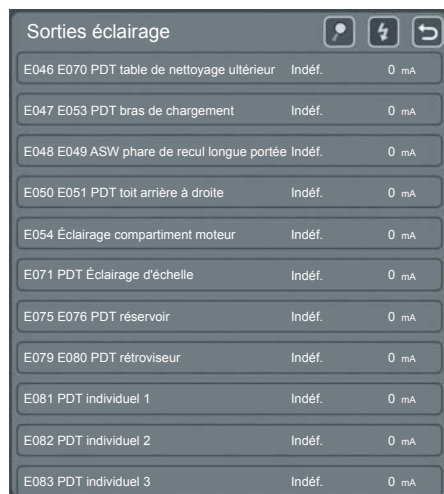 Sorties éclairage
E046 E070 PDT table de nettoyage ultérieur Indéf. 0 mA
E047 E053 PDT bras de chargement Indéf. 0 mA
E048 E049 ASW phare de recul longue portée Indéf. 0 mA
E050 E051 PDT toit arrière à droite Indéf. 0 mA
E054 Éclairage compartiment moteur Indéf. 0 mA
E071 PDT Éclairage d'échelle Indéf. 0 mA
E075 E076 PDT réservoir Indéf. 0 mA
E079 E080 PDT rétroviseur Indéf. 0 mA
E081 PDT individuel 1 Indéf. 0 mA
E082 PDT individuel 2 Indéf. 0 mA
E083 PDT individuel 3 Indéf. 0 mA